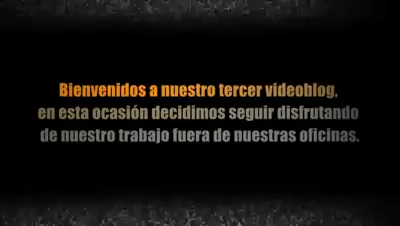 Bienvenidos a nuestro tercer videoblog,
en esta ocasión decidimos seguir disfrutando
de nuestro trabajo fuera de nuestras oficinas.